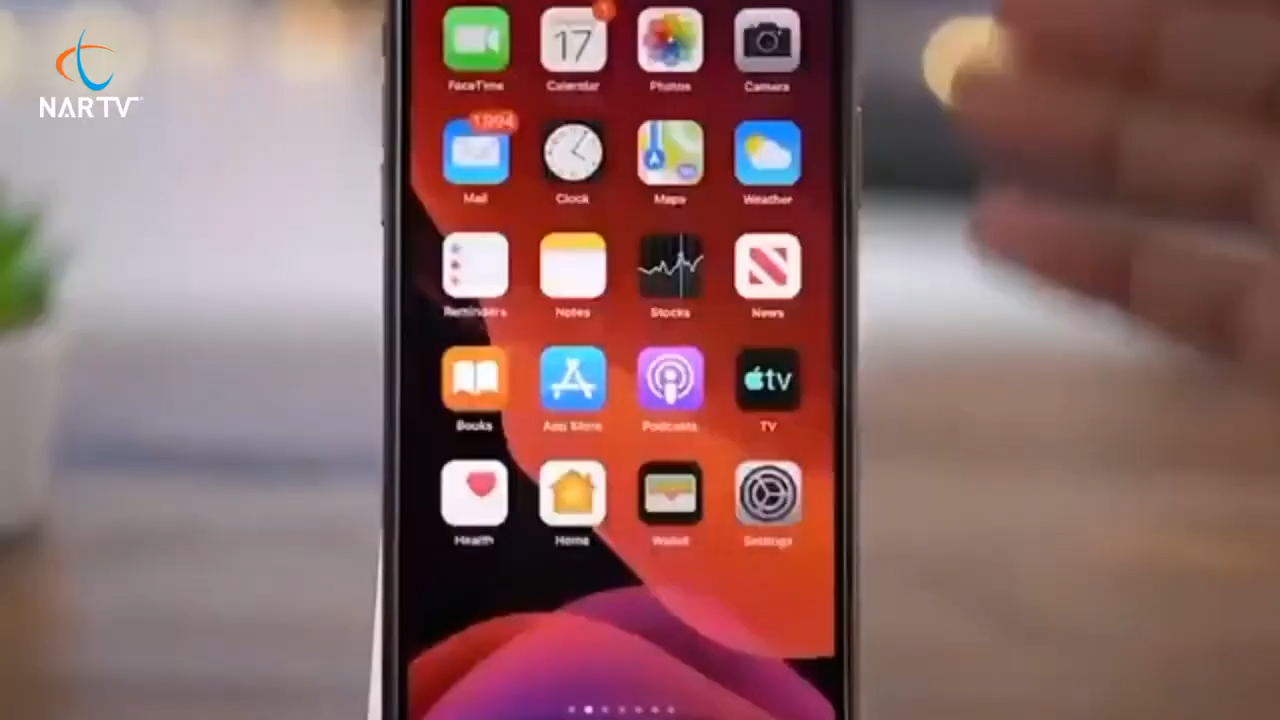 NARTV
1
17
FaceTime Calendar Photos Camera
1,994
Mail Clock Maps Weather
Reminders Notes Stocks News
tv
Books App Store Podcasts TV
Health Home Wallet Settings